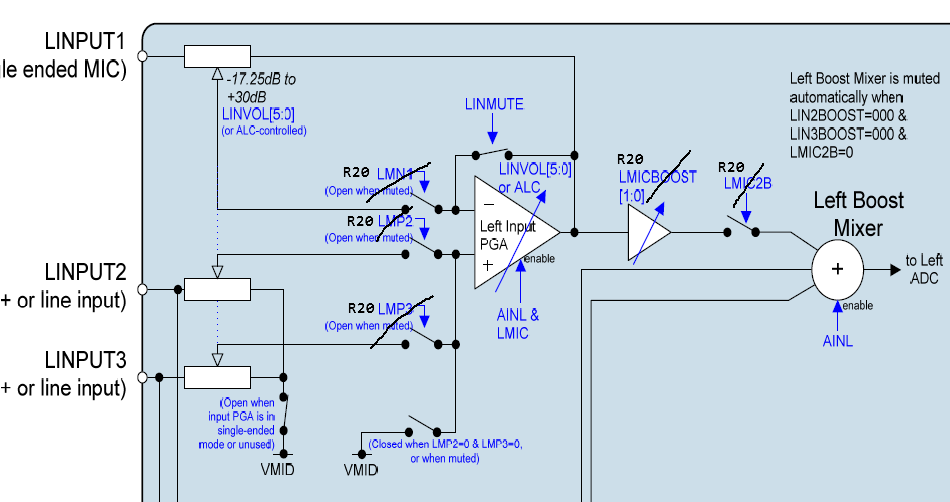 LINPUT1
gle ended MIC)
-17.25dB to
+30dB
LINVOL[5:0]
(or ALC-controlled)
LINMUTE
Left Boost Mixer is muted
automatically when
LIN2BOOST=000 &
LIN3BOOST=000 &
LMIC2B=0
R20 LMN1
(Open when muted)
LINVOL[5:0]
or ALC
R20
LMICBOOST
[1:0]
R20
LMIC2B
R20 LMP2
(Open when muted)
−
Left Input
PGA
+
enable
Left Boost
Mixer
+
enable
to Left
ADC
AINL
LINPUT2
+ or line input)
R20 LMP3
(Open when muted)
AINL &
LMIC
LINPUT3
+ or line input)
(Open when
input PGA is in
single-ended
mode or unused)
VMID
(Closed when LMP2=0 & LMP3=0,
or when muted)
VMID